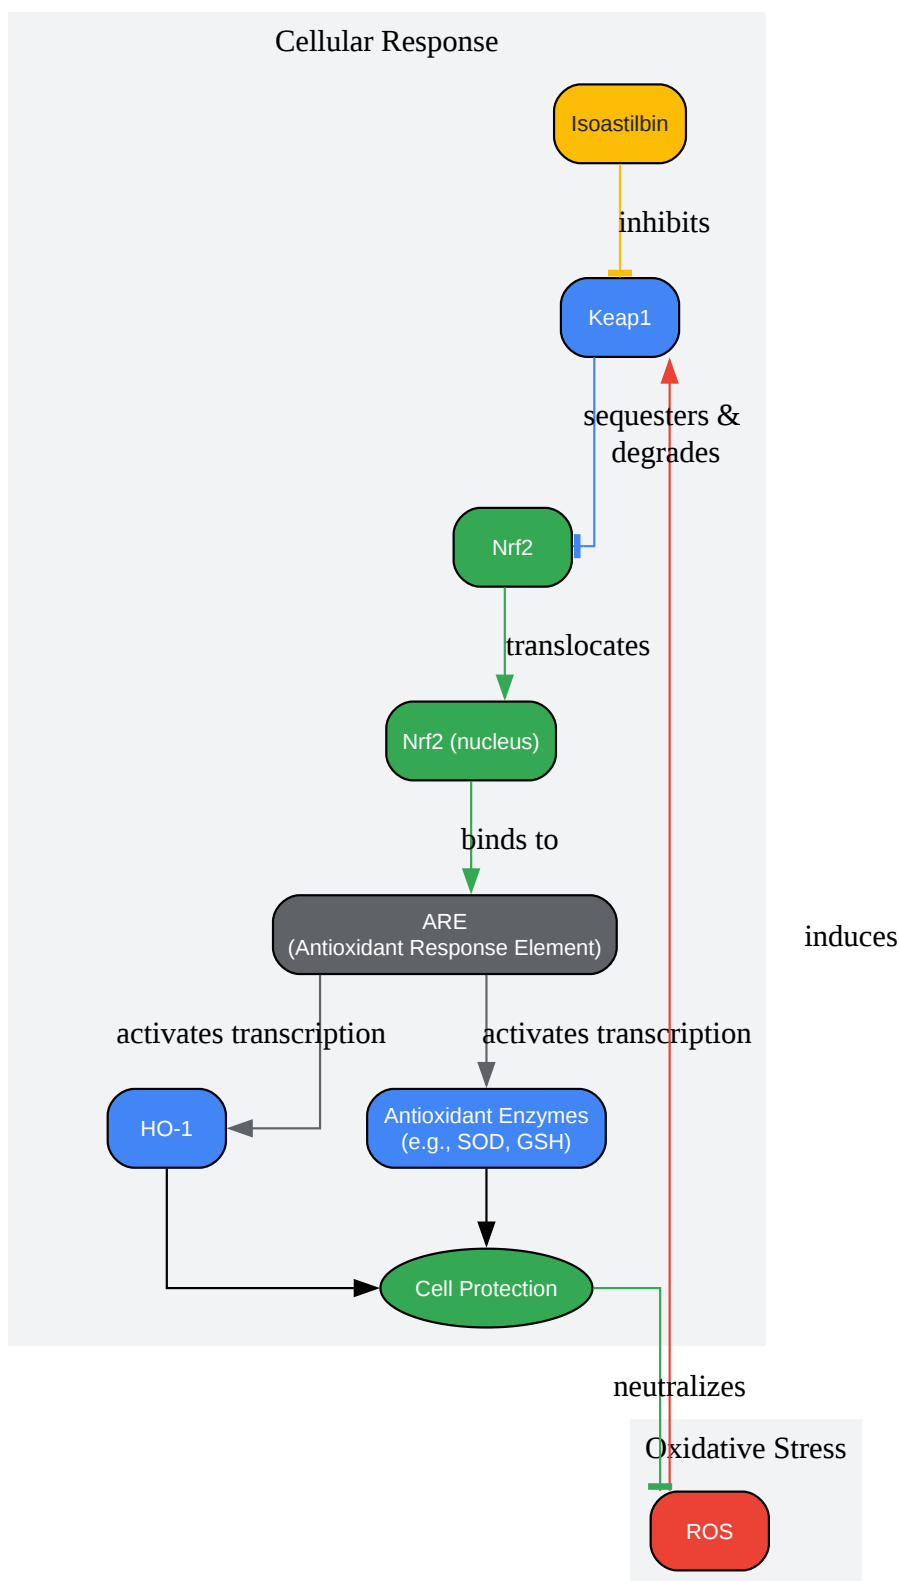 Cellular Response
Isoastilbin
inhibits
Keap1
sequesters &
degrades
Nrf2
translocates
Nrf2 (nucleus)
binds to
ARE
(Antioxidant Response Element)
induces
activates transcription
activates transcription
HO-1
Antioxidant Enzymes
(e.g., SOD, GSH)
Cell Protection
neutralizes
Oxidative Stress
ROS